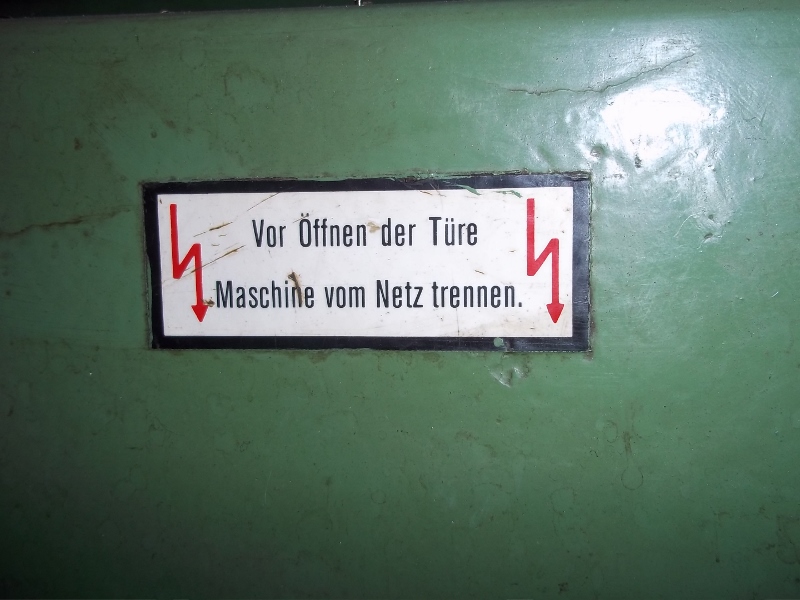 Vor Öffnen der Türe
Maschine vom Netz trennen.